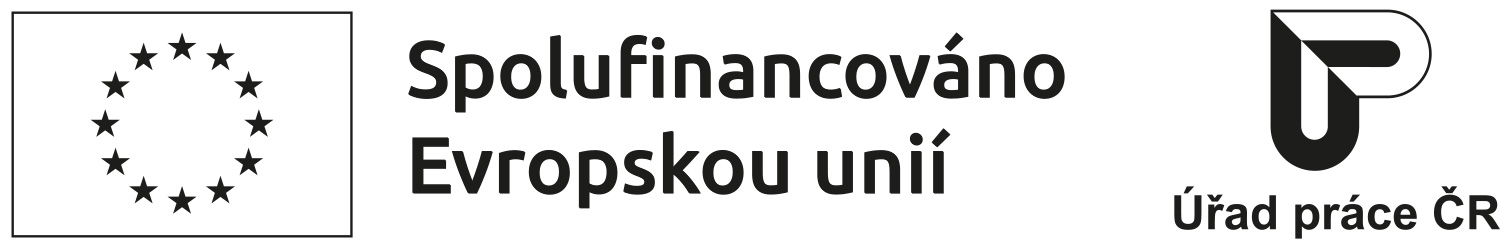 Spolufinancováno
Evropskou unií
Úřad práce ČR